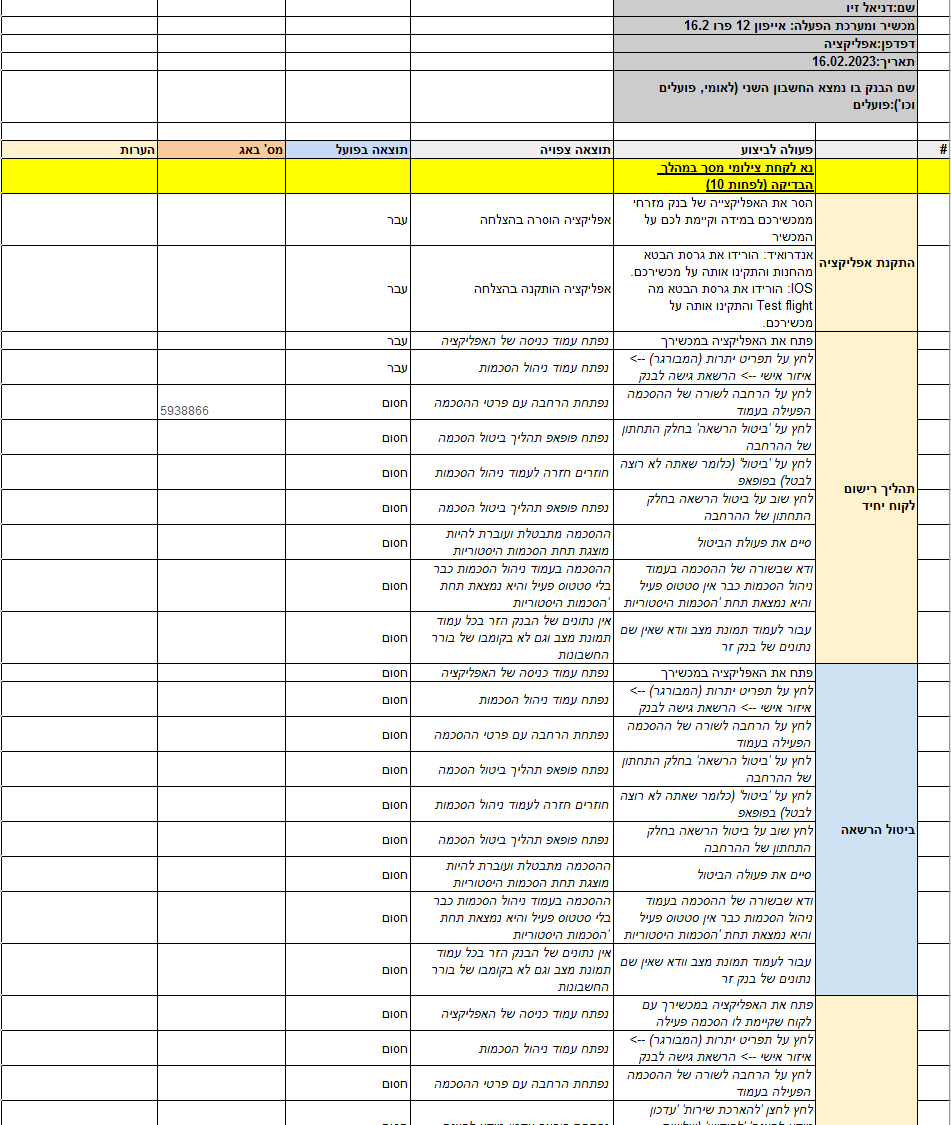 שם:דניאל זיו
מכשיר ומערכת הפעלה: אייפון 12 פרו 16.2
דפדפן:אפליקציה
תאריך:16.02.2023
שם הבנק בו נמצא החשבון השני (לאומי, פועלים
וכו'):פועלים
# פעולה לביצוע תוצאה צפויה תוצאה בפועל מס' באג הערות
נא לקחת צילומי מסך במהלך
הבדיקה (לפחות 10)
התקנת אפליקציה
הסר את האפליקצייה של בנק מזרחי
ממכשירכם במידה וקיימת לכם על
המכשיר
אפליקציה הוסרה בהצלחה
עבר
אנדרואיד: הורידו את גרסת הבטא
מהחנות והתקינו אותה על מכשירכם.
IOS: הורידו את גרסת הבטא מה
Test flight והתקינו אותה על
מכשירכם.
אפליקציה הותקנה בהצלחה
עבר
תהליך רישום
לקוח יחיד
פתח את האפליקציה במכשירך
נפתח עמוד כניסה של האפליקציה
עבר
לחץ על תפריט יתרות (המבורגר) -->
איזור אישי --> הרשאת גישה לבנק
נפתח עמוד ניהול הסכמות
עבר
לחץ על הרחבה לשורה של ההסכמה
הפעילה בעמוד
נפתחת הרחבה עם פרטי ההסכמה
חסום
5938866
לחץ על 'ביטול הרשאה' בחלק התחתון
של ההרחבה
נפתח פופאפ תהליך ביטול הסכמה
חסום
לחץ על 'ביטול' (כלומר שאתה לא רוצה
לבטל) בפופאפ
חוזרים חזרה לעמוד ניהול הסכמות
חסום
לחץ שוב על ביטול הרשאה בחלק
התחתון של ההרחבה
נפתח פופאפ תהליך ביטול הסכמה
חסום
סיים את פעולת הביטול
ההסכמה מתבטלת ועוברת להיות
מוצגת תחת הסכמות היסטוריות
חסום
ודא שבשורה של ההסכמה בעמוד
ניהול הסכמות כבר אין סטטוס פעיל
והיא נמצאת תחת 'הסכמות היסטוריות
ההסכמה בעמוד ניהול הסכמות כבר
בלי סטטוס פעיל והיא נמצאת תחת
'הסכמות היסטוריות
חסום
עבור לעמוד תמונת מצב וודא שאין שם
נתונים של בנק זר
אין נתונים של הבנק הזר בכל עמוד
תמונת מצב וגם לא בקומבו של בורר
החשבונות
חסום
ביטול הרשאה
פתח את האפליקציה במכשירך
נפתח עמוד כניסה של האפליקציה
חסום
לחץ על תפריט יתרות (המבורגר) -->
איזור אישי --> הרשאת גישה לבנק
נפתח עמוד ניהול הסכמות
חסום
לחץ על הרחבה לשורה של ההסכמה
הפעילה בעמוד
נפתחת הרחבה עם פרטי ההסכמה
חסום
לחץ על 'ביטול הרשאה' בחלק התחתון
של ההרחבה
נפתח פופאפ תהליך ביטול הסכמה
חסום
לחץ על 'ביטול' (כלומר שאתה לא רוצה
לבטל) בפופאפ
חוזרים חזרה לעמוד ניהול הסכמות
חסום
לחץ שוב על ביטול הרשאה בחלק
התחתון של ההרחבה
נפתח פופאפ תהליך ביטול הסכמה
חסום
סיים את פעולה הביטול
ההסכמה מתבטלת ועוברת להיות
מוצגת תחת הסכמות היסטוריות
חסום
ודא שבשורה של ההסכמה בעמוד
ניהול הסכמות כבר אין סטטוס פעיל
והיא נמצאת תחת 'הסכמות היסטוריות
ההסכמה בעמוד ניהול הסכמות כבר
בלי סטטוס פעיל והיא נמצאת תחת
'הסכמות היסטוריות
חסום
עבור לעמוד תמונת מצב וודא שאין שם
נתונים של בנק זר
אין נתונים של הבנק הזר בכל עמוד
תמונת מצב וגם לא בקומבו של בורר
החשבונות
חסום
פתח את האפליקציה במכשירך עם
לקוח שקיימת לו הסכמה פעילה
נפתח עמוד כניסה של האפליקציה
חסום
לחץ על תפריט יתרות (המבורגר) -->
איזור אישי --> הרשאת גישה לבנק
נפתח עמוד ניהול הסכמות
חסום
לחץ על הרחבה לשורה של ההסכמה
הפעילה בעמוד
נפתחת הרחבה עם פרטי ההסכמה
חסום
לחץ לחצן 'להארכת שירות' 'עדכון